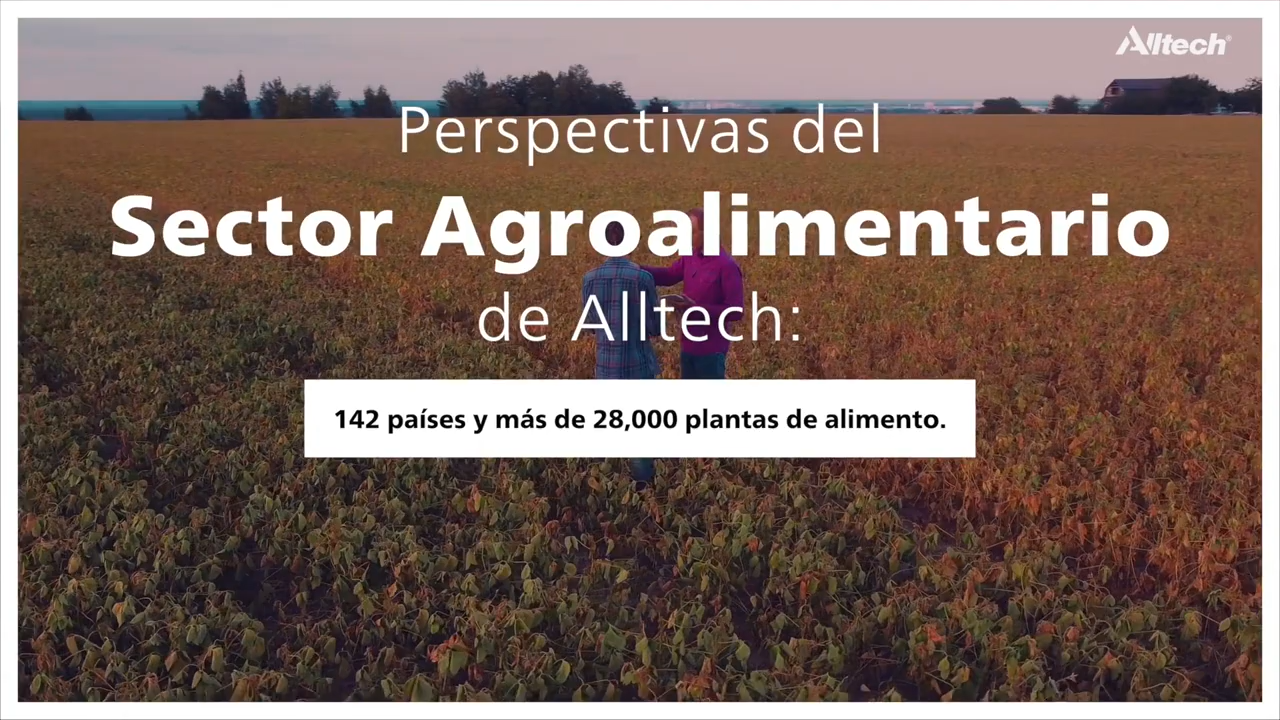 Alltech®
Perspectivas del
Sector Agroalimentario
de Alltech:
142 países y más de 28,000 plantas de alimento.